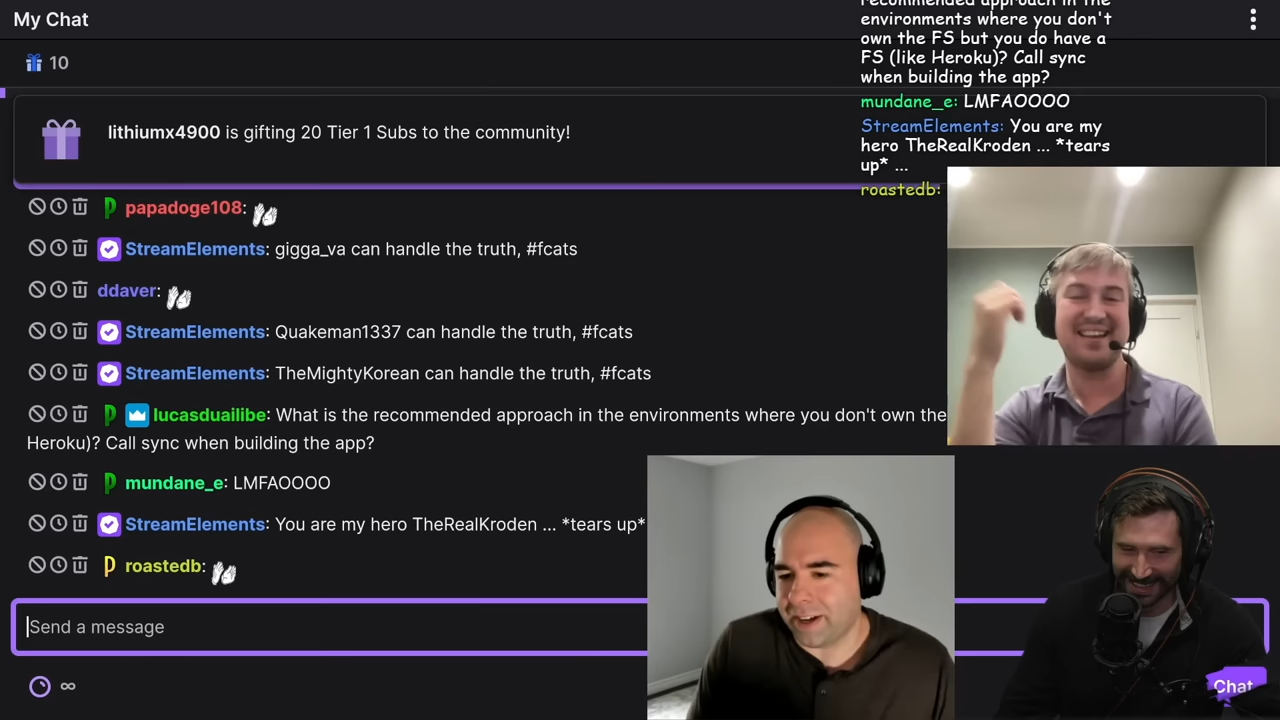 My Chat
10
lithiumx4900 is gifting 20 Tier 1 Subs to the community!
papadoge108:
StreamElements: gigga_va can handle the truth, #fcats
ddaver:
StreamElements: Quakeman1337 can handle the truth, #fcats
StreamElements: TheMightyKorean can handle the truth, #fcats
lucasduailibe: What is the recommended approach in the environments where you don't own the
Heroku)? Call sync when building the app?
mundane_e: LMFAOOOO
StreamElements: You are my hero TheRealKroden ... *tears up*
roastedb:
Send a message
∞
Chat
recommended approach in the
environments where you don't
own the FS but you do have a
FS (like Heroku)? Call sync
when building the app?
mundane_e: LMFAOOOO
StreamElements: You are my
hero TheRealKroden ... *tears
up* ...
roastedb: